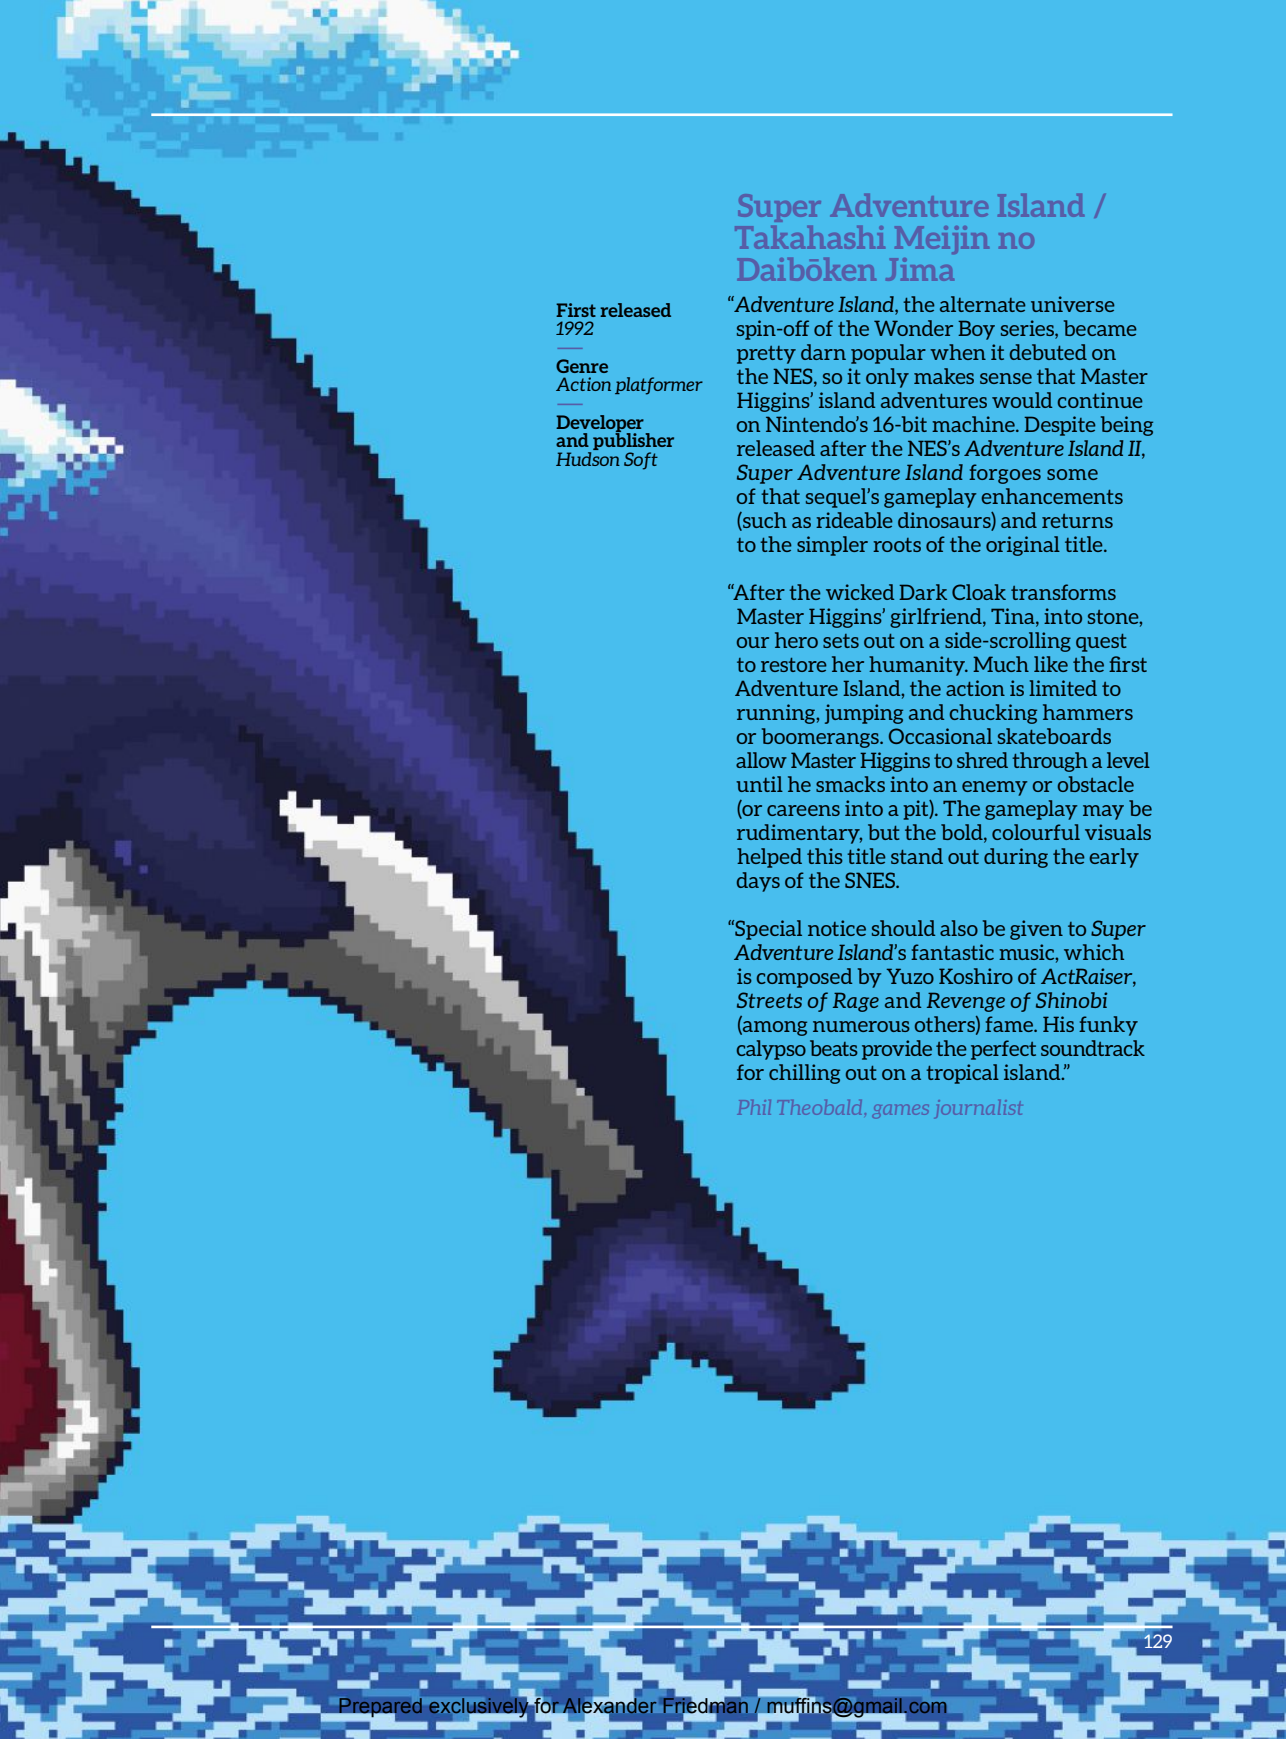 Super Adventure Island /
Takahashi Meijin no
Daibōken Jima
First released
1992
Genre
Action platformer
Developer
and publisher
Hudson Soft
“Adventure Island, the alternate universe
spin-off of the Wonder Boy series, became
pretty darn popular when it debuted on
the NES, so it only makes sense that Master
Higgins’ island adventures would continue
on Nintendo’s 16-bit machine. Despite being
released after the NES’s Adventure Island II,
Super Adventure Island forgoes some
of that sequel’s gameplay enhancements
(such as rideable dinosaurs) and returns
to the simpler roots of the original title.
“After the wicked Dark Cloak transforms
Master Higgins’ girlfriend, Tina, into stone,
our hero sets out on a side-scrolling quest
to restore her humanity. Much like the first
Adventure Island, the action is limited to
running, jumping and chucking hammers
or boomerangs. Occasional skateboards
allow Master Higgins to shred through a level
until he smacks into an enemy or obstacle
(or careens into a pit). The gameplay may be
rudimentary, but the bold, colourful visuals
helped this title stand out during the early
days of the SNES.
“Special notice should also be given to Super
Adventure Island’s fantastic music, which
is composed by Yuzo Koshiro of ActRaiser,
Streets of Rage and Revenge of Shinobi
(among numerous others) fame. His funky
calypso beats provide the perfect soundtrack
for chilling out on a tropical island.”
Phil Theobald, games journalist
129
Prepared exclusively for Alexander Friedman / muffins@gmail.com